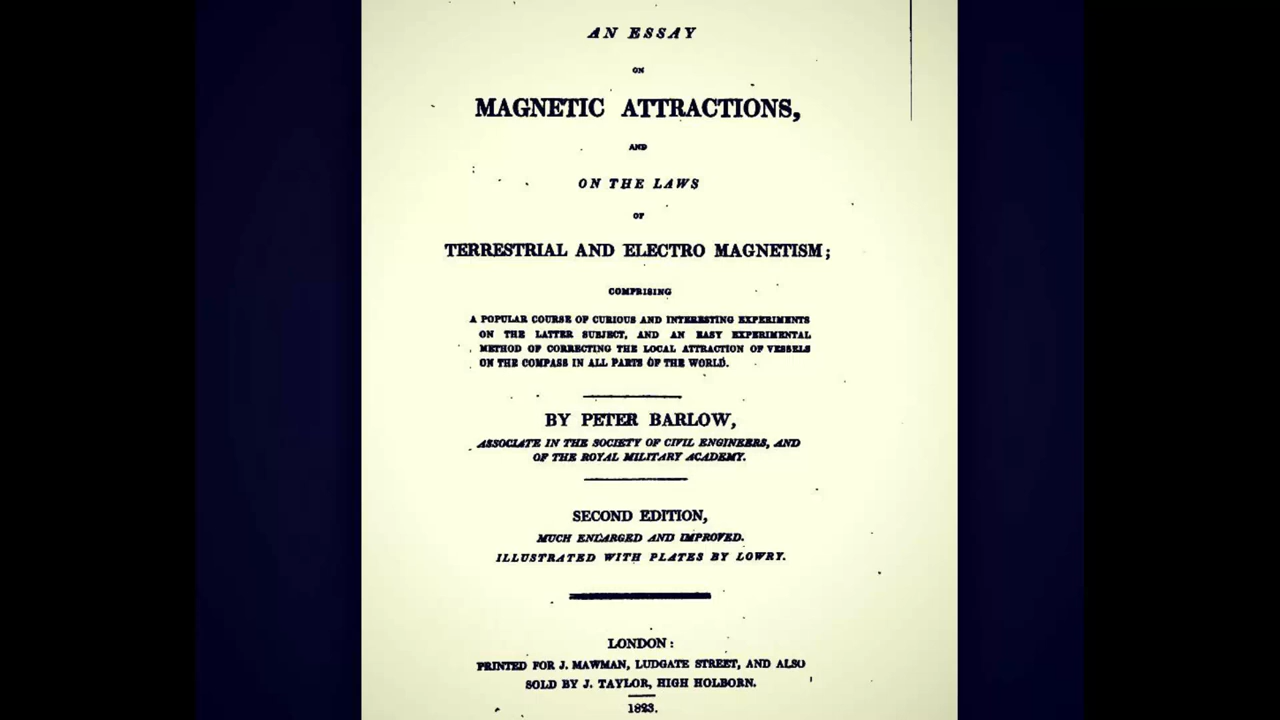 AN ESSAY
ON
MAGNETIC ATTRACTIONS,
AND
ON THE LAWS
OF
TERRESTRIAL AND ELECTRO MAGNETISM;
COMPRISING
A POPULAR COURSE OF CURIOUS AND INTERESTING EXPERIMENTS
ON THE LATTER SUBJECT, AND AN EASY EXPERIMENTAL
METHOD OF CORRECTING THE LOCAL ATTRACTION OF VESSELS
ON THE COMPASS IN ALL PARTS OF THE WORLD.
BY PETER BARLOW,
ASSOCIATE IN THE SOCIETY OF CIVIL ENGINEERS, AND
OF THE ROYAL MILITARY ACADEMY.
SECOND EDITION,
MUCH ENLARGED AND IMPROVED.
ILLUSTRATED WITH PLATES BY LOWRY.
LONDON:
PRINTED FOR J. MAWMAN, LUDGATE STREET, AND ALSO
SOLD BY J. TAYLOR, HIGH HOLBORN.
1823.